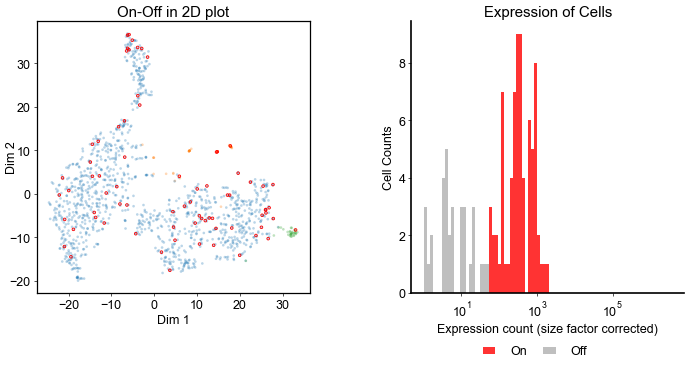 On-Off in 2D plot
Dim 2
30
20
10
0
−10
−20
−20 −10 0 10 20 30
Dim 1
Expression of Cells
Cell Counts
8
6
4
2
0
10¹ 10³ 10⁵
Expression count (size factor corrected)
On Off